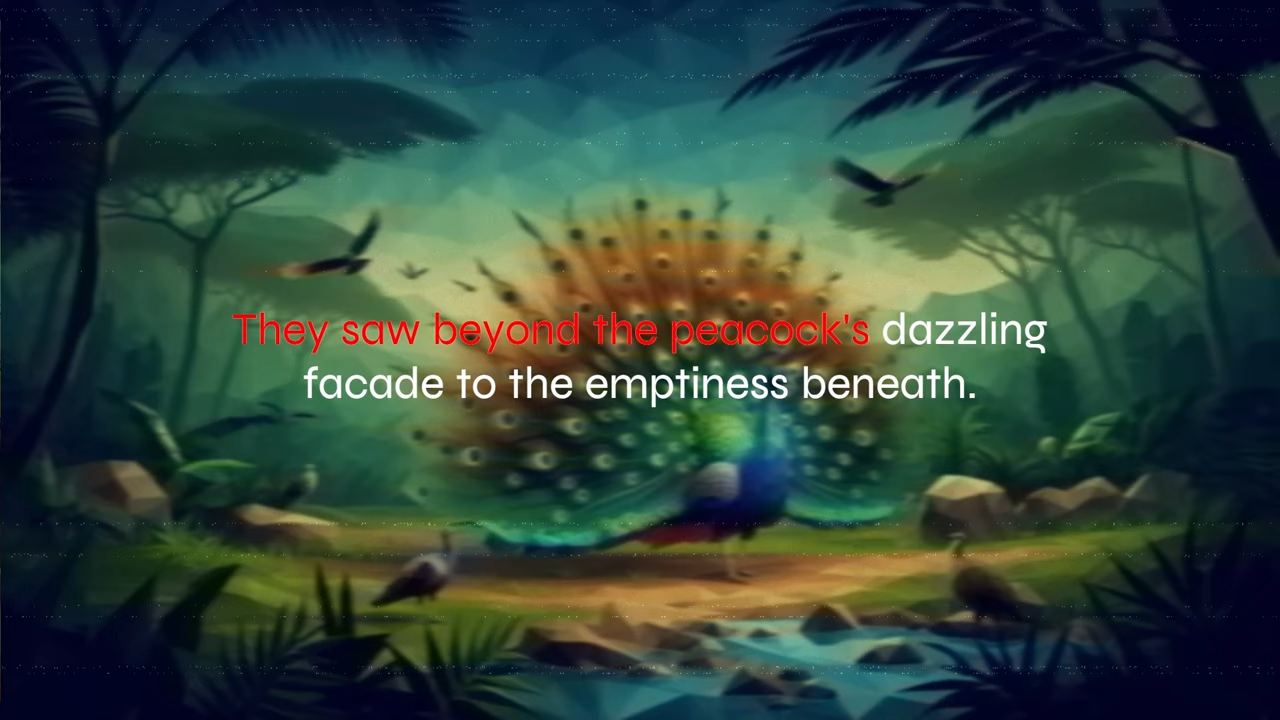 They saw beyond the peacock's dazzling
facade to the emptiness beneath.